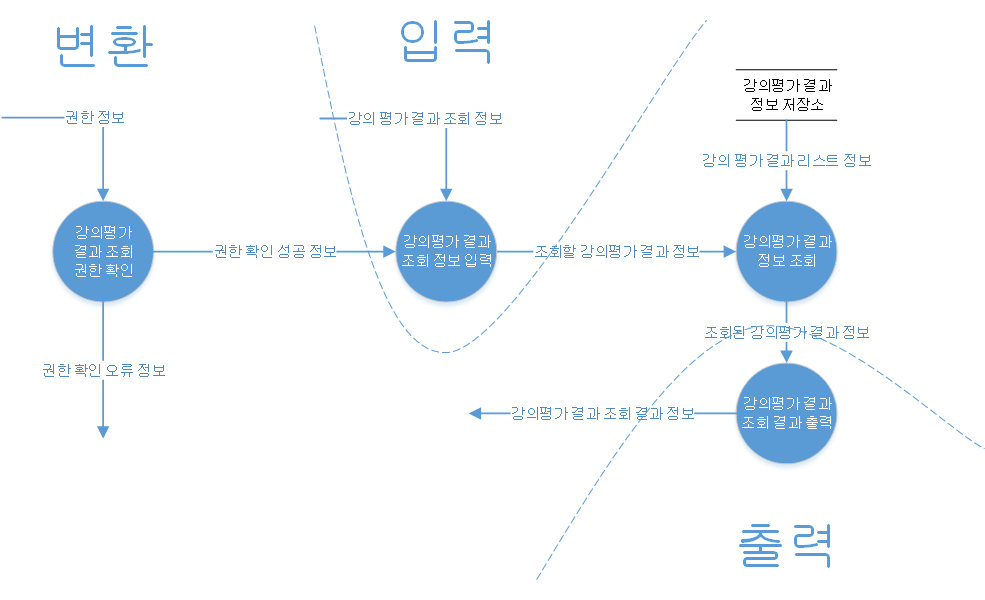 변환
입력
강의평가 결과
정보 저장소
권한 정보
강의 평가 결과 조회 정보
강의 평가 결과 리스트 정보
강의평가
결과 조회
권한 확인
권한 확인 성공 정보
강의평가 결과
조회 정보 입력
조회할 강의평가 결과 정보
강의평가 결과
정보 조회
조회된 강의평가 결과 정보
권한 확인 오류 정보
강의평가 결과 조회 결과 정보
강의평가 결과
조회 결과 출력
출력